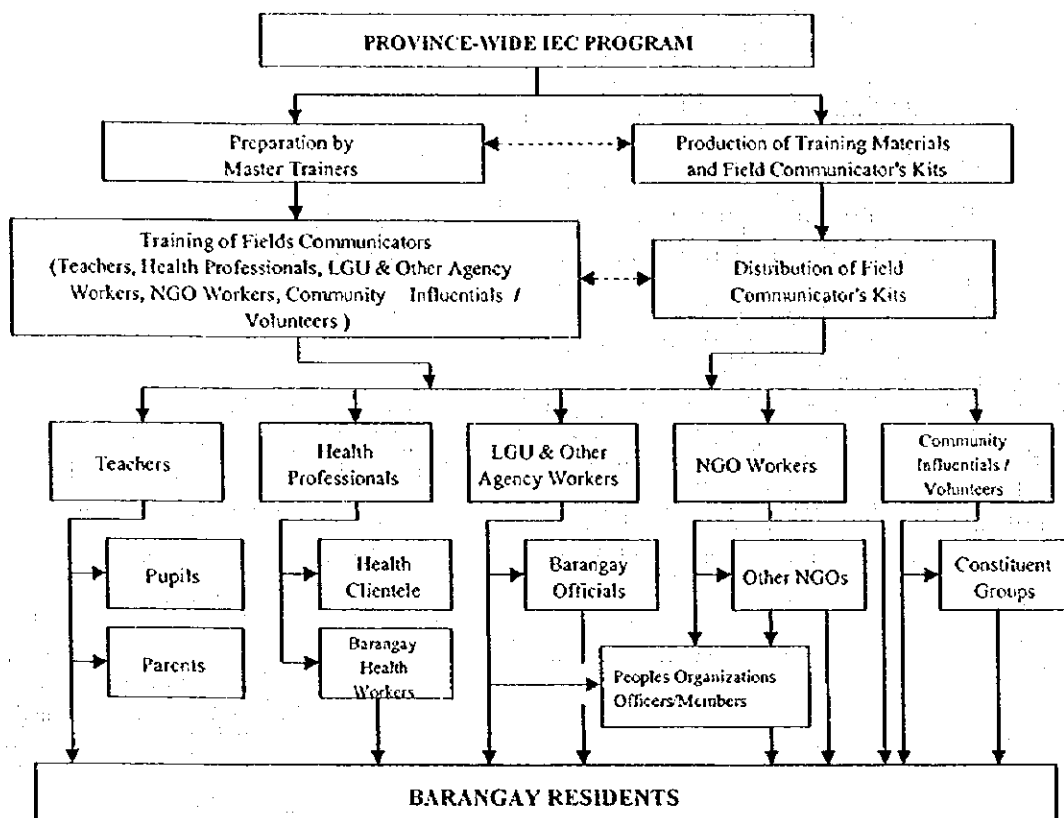 PROVINCE-WIDE IEC PROGRAM
Preparation by
Master Trainers
Production of Training Materials
and Field Communicator's Kits
Training of Fields Communicators
(Teachers, Health Professionals, LGU & Other Agency
Workers, NGO Workers, Community Influentials /
Volunteers )
Distribution of Field
Communicator's Kits
Teachers
Health
Professionals
LGU & Other
Agency Workers
NGO Workers
Community
Influentials /
Volunteers
Pupils
Health
Clientele
Barangay
Officials
Other NGOs
Constituent
Groups
Parents
Barangay
Health
Workers
Peoples Organizations
Officers/Members
BARANGAY RESIDENTS